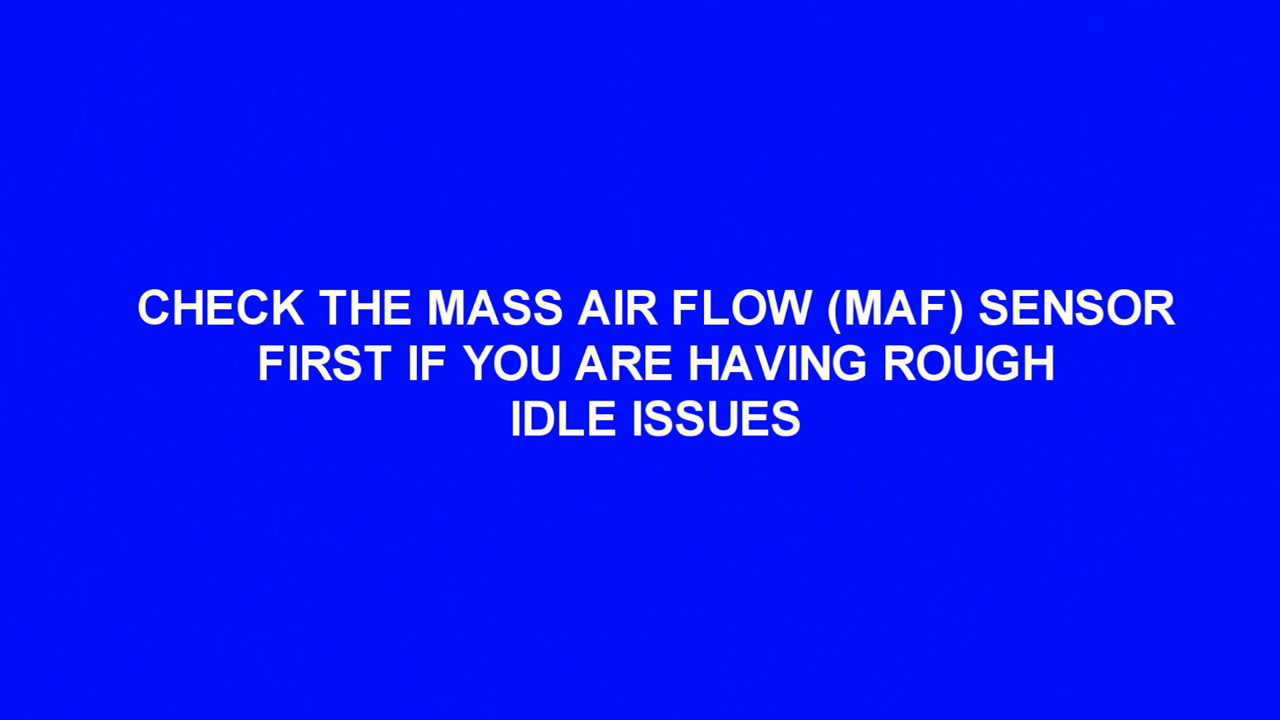 CHECK THE MASS AIR FLOW (MAF) SENSOR
FIRST IF YOU ARE HAVING ROUGH
IDLE ISSUES